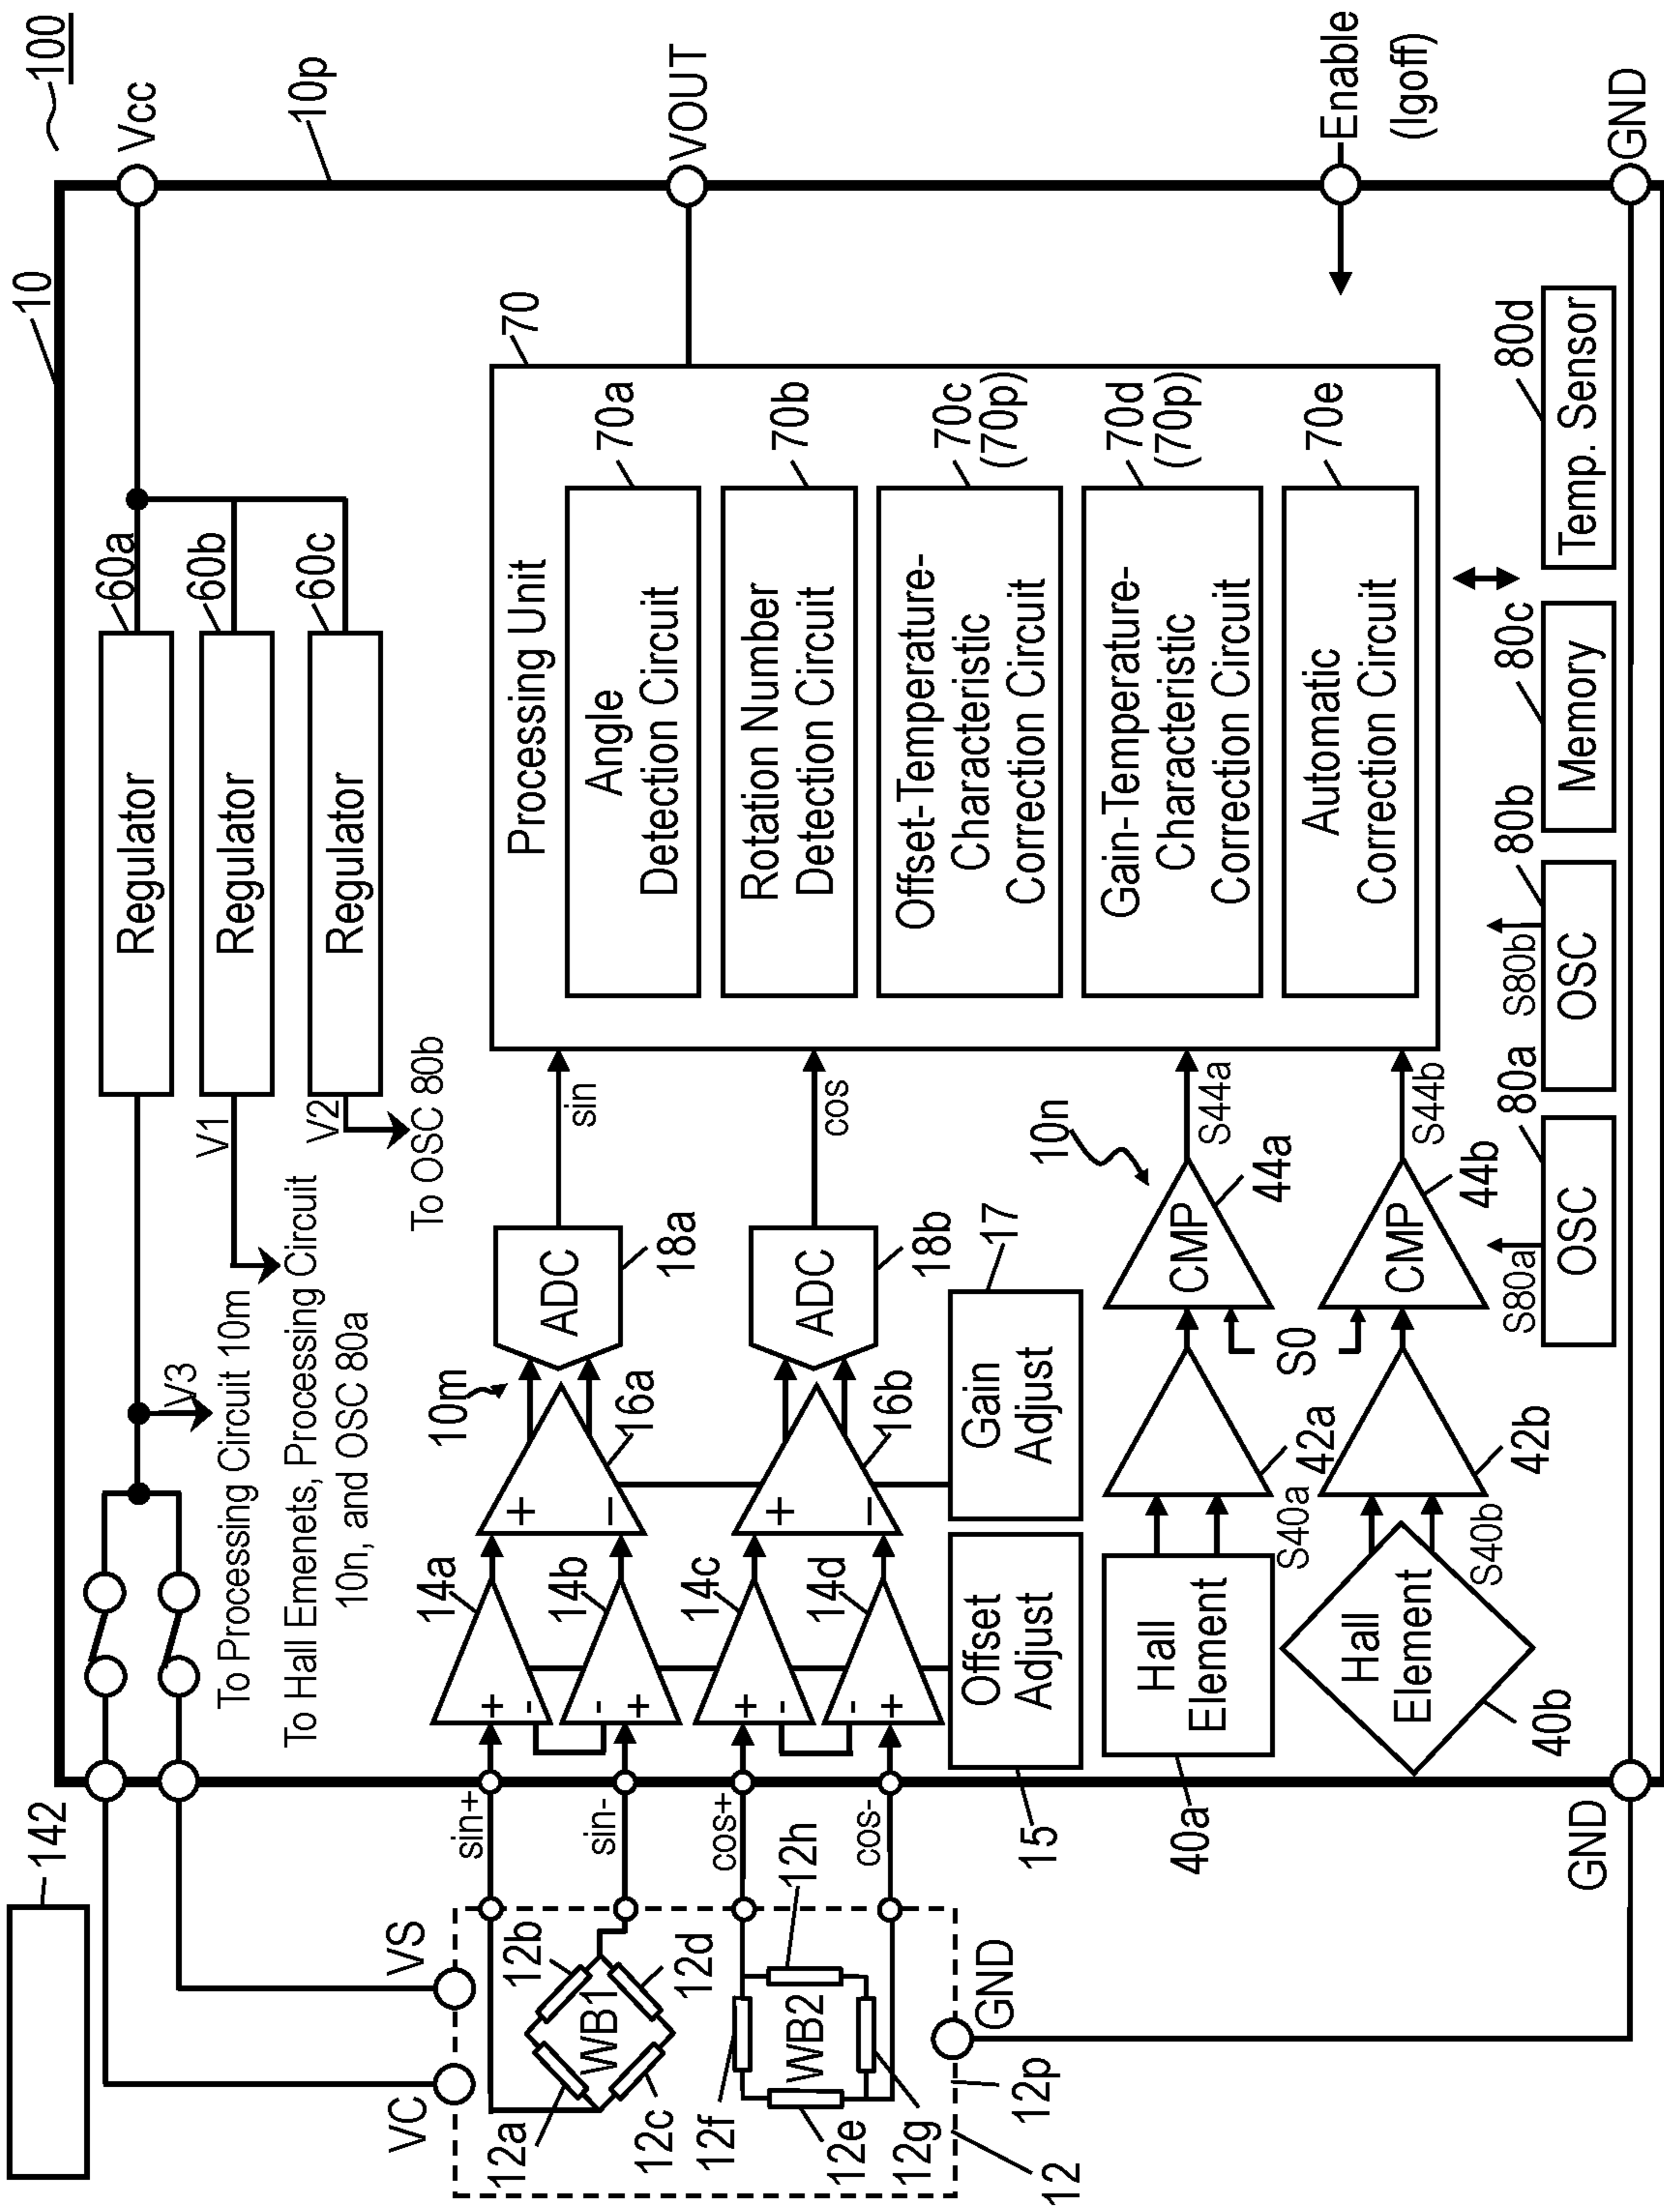 100
10
142
Vcc
10p
60a
Regulator
60b
Regulator
60c
Regulator
V3
To Processing Circuit 10m
V1
To Hall Emenets, Processing Circuit
10n, and OSC 80a
V2
To OSC 80b
VC
VS
VOUT
70
Processing Unit
Angle
Detection Circuit
70a
Rotation Number
Detection Circuit
70b
Offset-Temperature-
Characteristic
Correction Circuit
70c
(70p)
Gain-Temperature-
Characteristic
Correction Circuit
70d
(70p)
Automatic
Correction Circuit
70e
sin+
sin-
cos+
cos-
12a
12b
12c
12d
WB1
12e
12f
12g
12h
WB2
12
12p
GND
14a
+
-
14b
-
+
14c
+
-
14d
-
+
10m
16a
+
−
16b
+
−
ADC
18a
ADC
18b
sin
cos
Offset
Adjust
15
Gain
Adjust
17
Hall
Element
40a
S40a
42a
Hall
Element
40b
S40b
42b
S0
10n
CMP
44a
S44a
CMP
44b
S44b
Enable
(Igoff)
OSC
80a
S80a
OSC
80b
S80b
Memory
80c
Temp. Sensor
80d
GND
GND